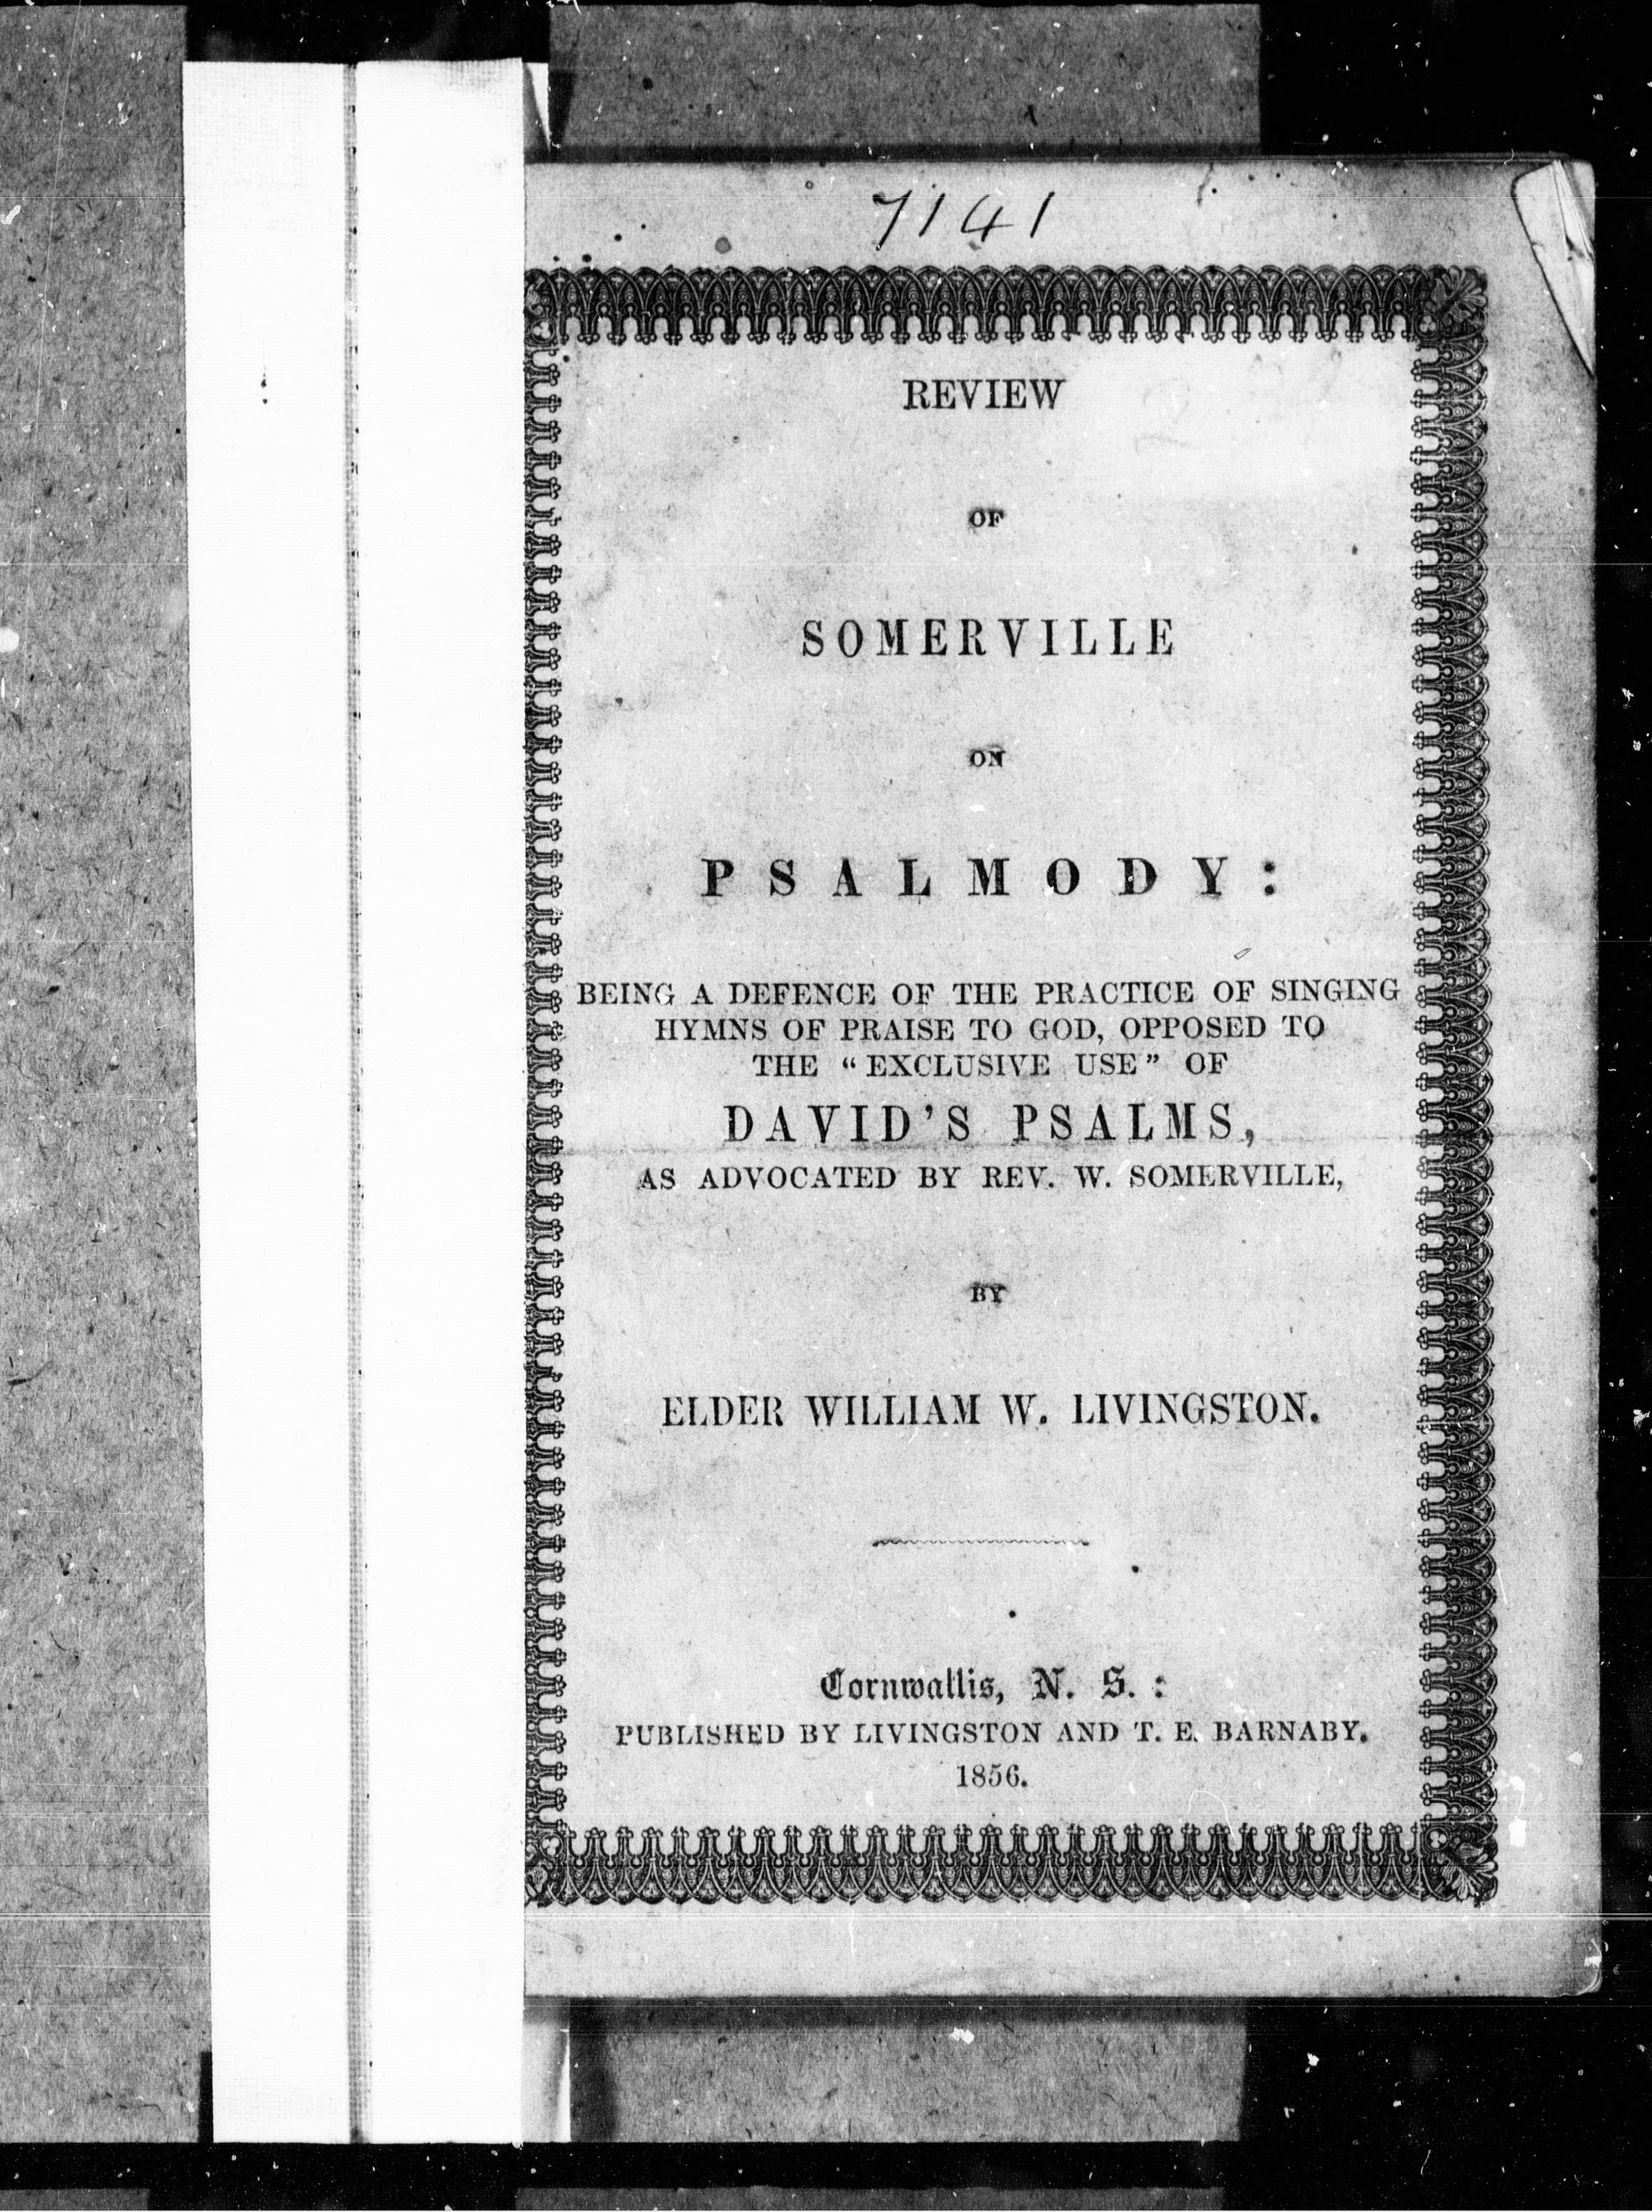 7141
REVIEW
OF
SOMERVILLE
ON
PSALMODY:
BEING A DEFENCE OF THE PRACTICE OF SINGING
HYMNS OF PRAISE TO GOD, OPPOSED TO
THE “EXCLUSIVE USE” OF
DAVID'S PSALMS,
AS ADVOCATED BY REV. W. SOMERVILLE,
BY
ELDER WILLIAM W. LIVINGSTON.
Cornwallis, N. S. :
PUBLISHED BY LIVINGSTON AND T. E. BARNABY.
1856.